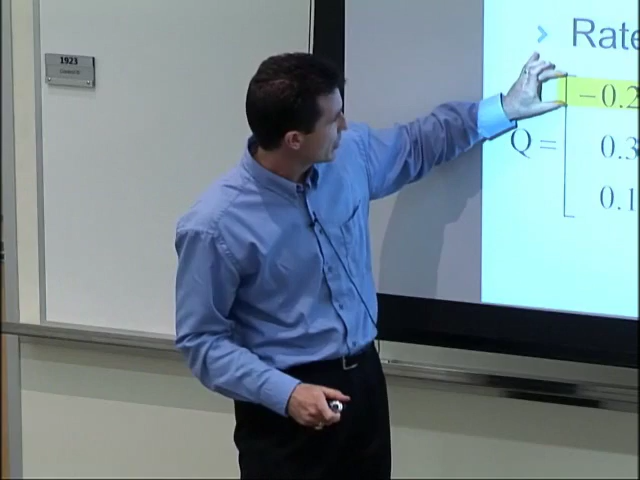 1923
› Rate
−0.2
Q = 0.3
0.1